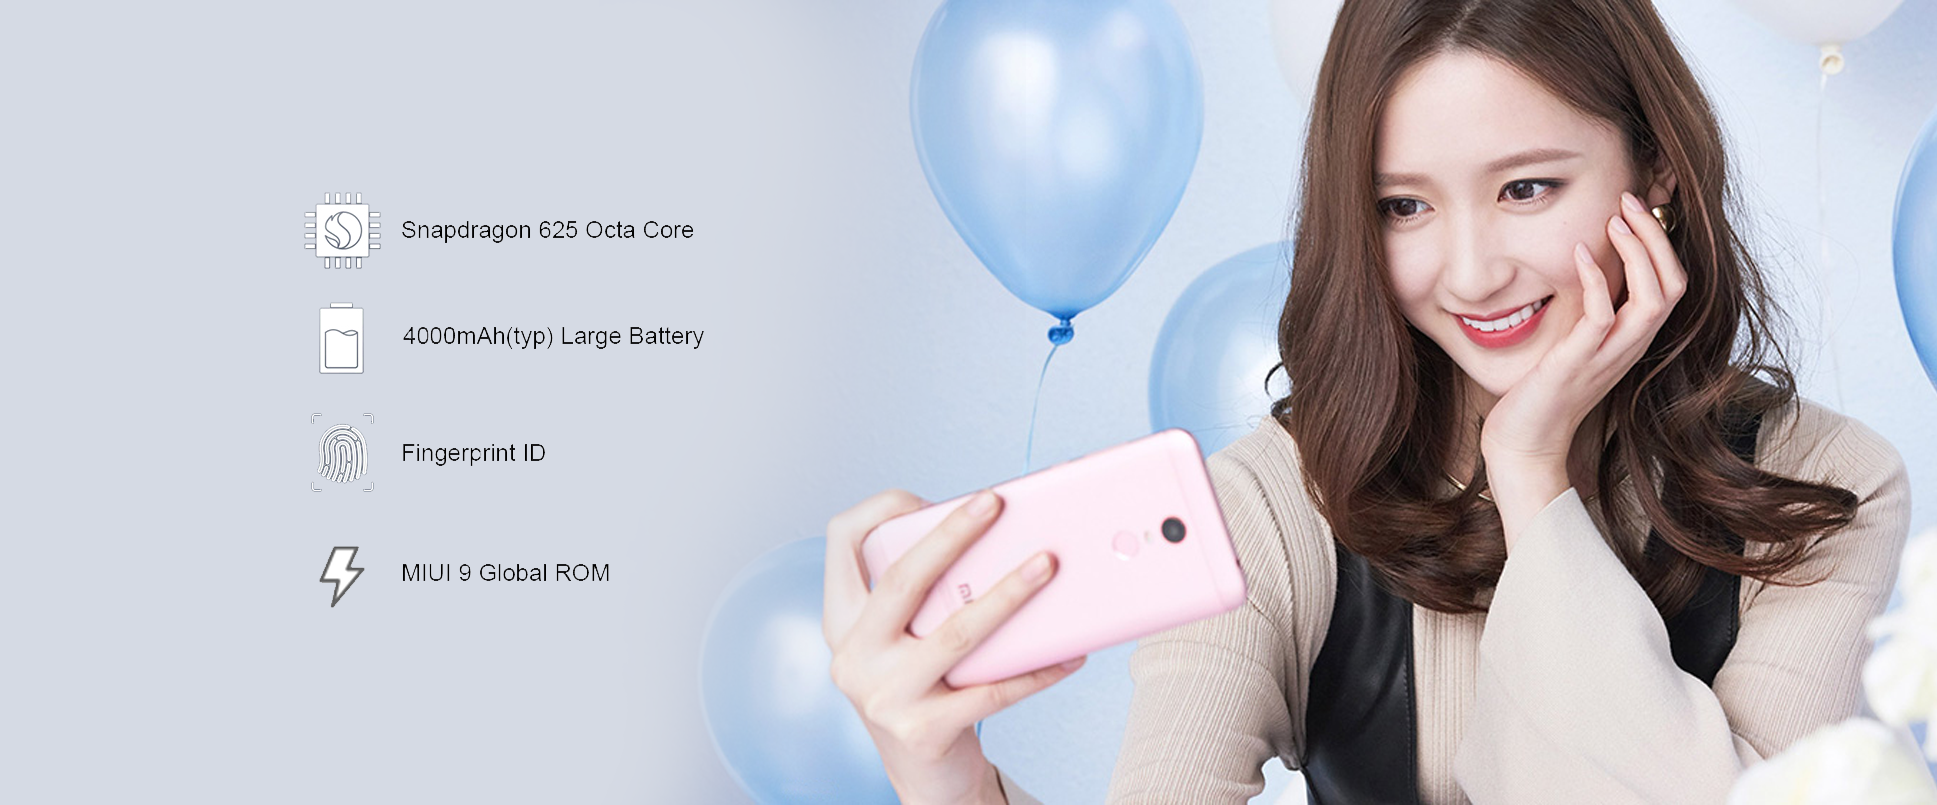 Snapdragon 625 Octa Core
4000mAh(typ) Large Battery
Fingerprint ID
MIUI 9 Global ROM